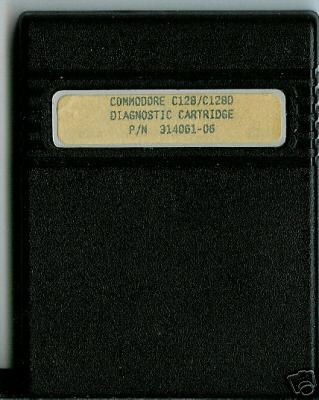 COMMODORE C128/C128D
DIAGNOSTIC CARTRIDGE
P/N 314061-06